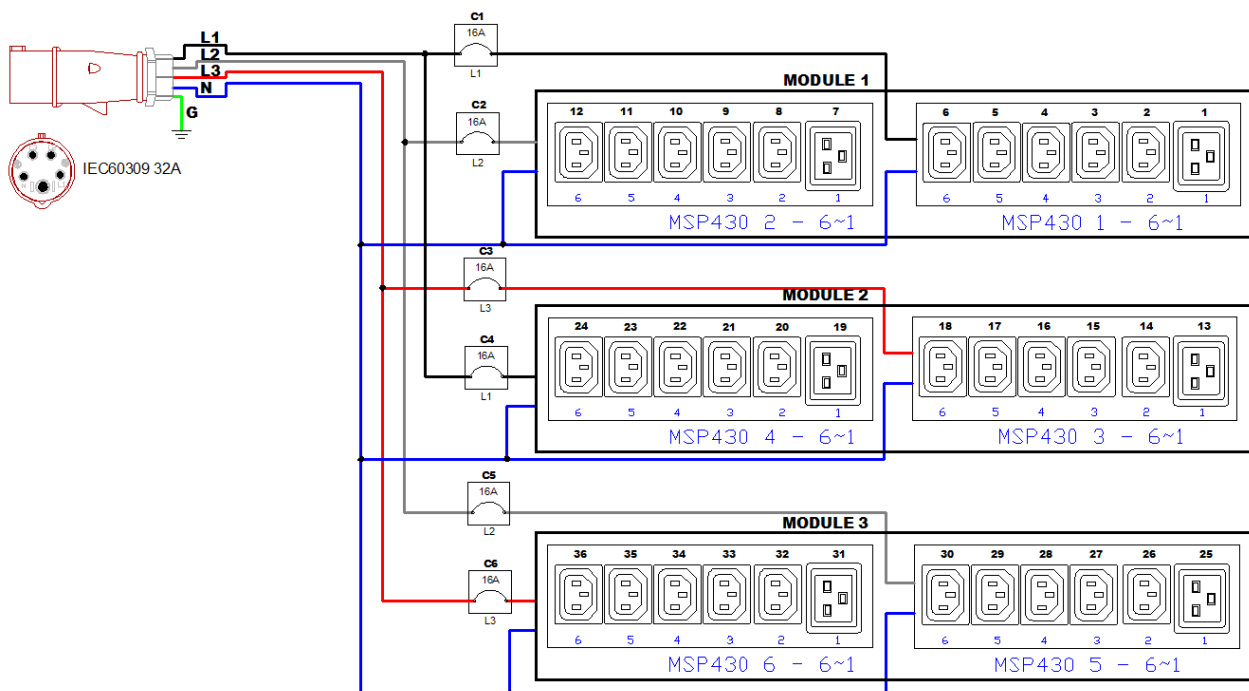 L1
L2
L3
N
G
IEC60309 32A
C1
16A
L1
C2
16A
L2
MODULE 1
12 11 10 9 8 7
6 5 4 3 2 1
MSP430 2 - 6~1
6 5 4 3 2 1
6 5 4 3 2 1
MSP430 1 - 6~1
C3
16A
L3
C4
16A
L1
MODULE 2
24 23 22 21 20 19
6 5 4 3 2 1
MSP430 4 - 6~1
18 17 16 15 14 13
6 5 4 3 2 1
MSP430 3 - 6~1
C5
16A
L2
C6
16A
L3
MODULE 3
36 35 34 33 32 31
6 5 4 3 2 1
MSP430 6 - 6~1
30 29 28 27 26 25
6 5 4 3 2 1
MSP430 5 - 6~1